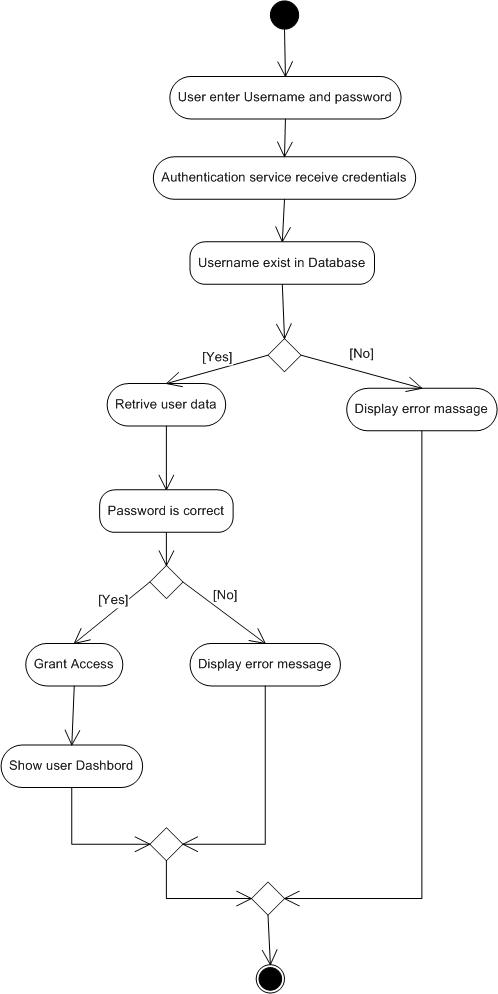 User enter Username and password
Authentication service receive credentials
Username exist in Database
[Yes]
[No]
Retrive user data
Display error massage
Password is correct
[Yes]
[No]
Grant Access
Display error message
Show user Dashbord